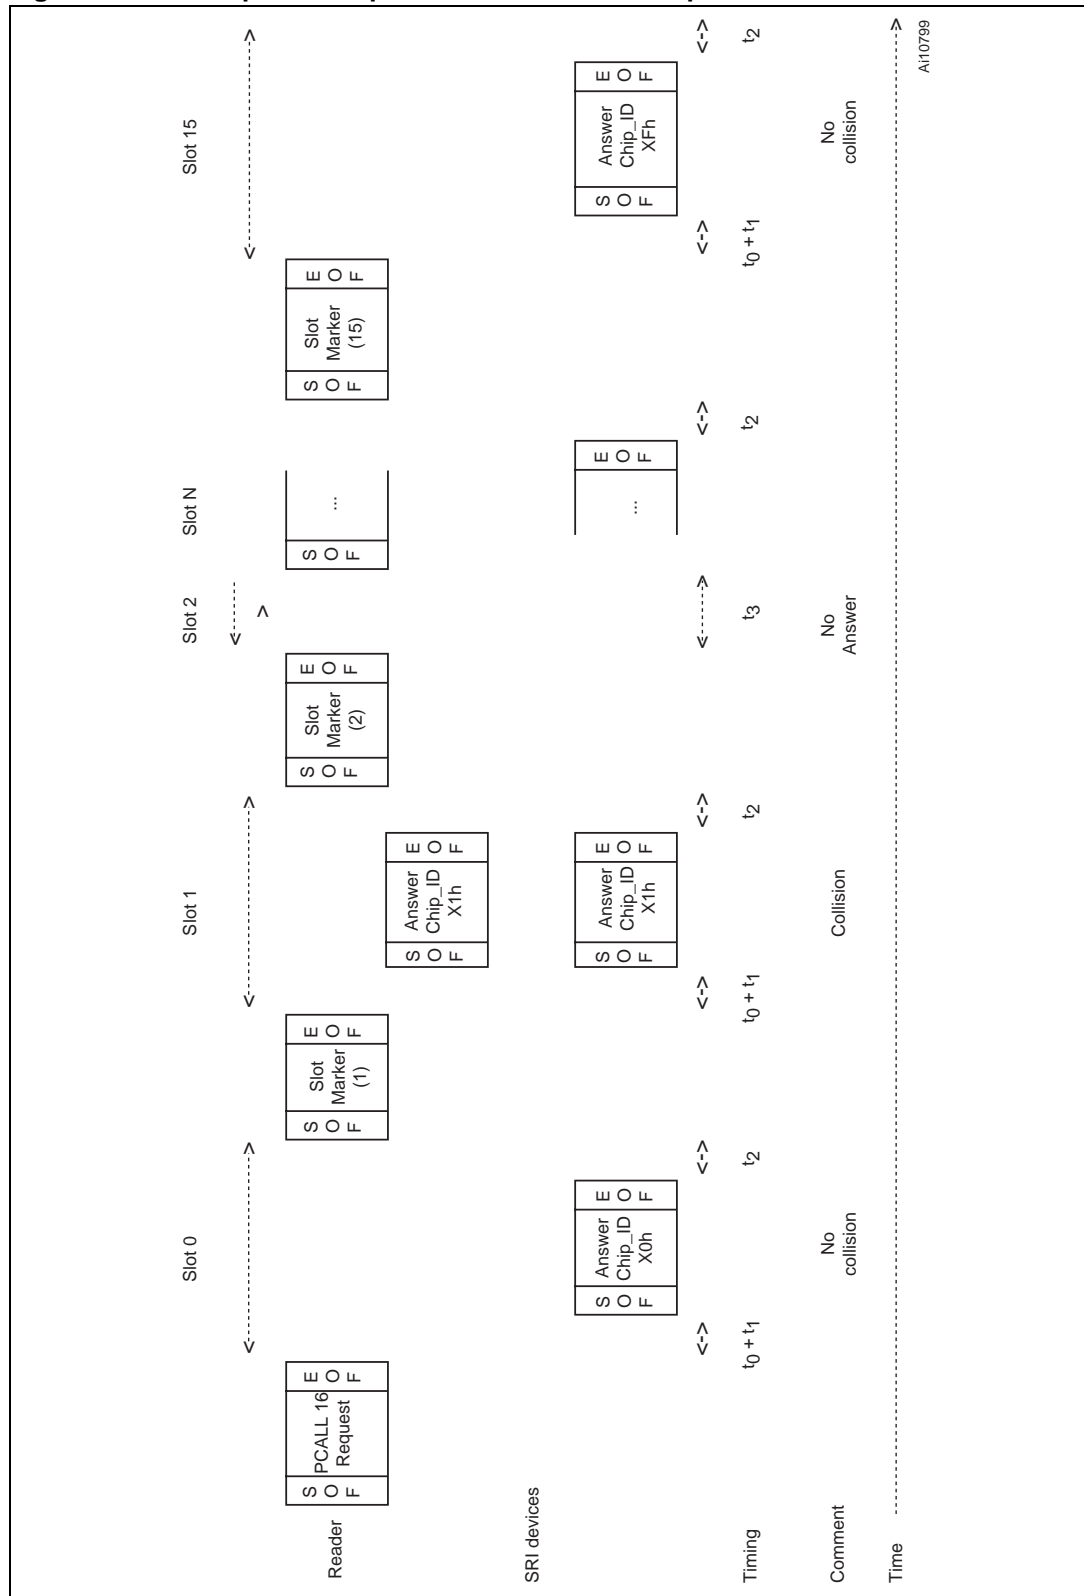 Slot 0
Slot 1
Slot 2
Slot N
Slot 15
Reader
S
O
F
PCALL 16
Request
E
O
F
S
O
F
Slot
Marker
(1)
E
O
F
S
O
F
Slot
Marker
(2)
E
O
F
S
O
F
...
S
O
F
Slot
Marker
(15)
E
O
F
S
O
F
Answer
Chip_ID
X1h
E
O
F
SRI devices
S
O
F
Answer
Chip_ID
X0h
E
O
F
S
O
F
Answer
Chip_ID
X1h
E
O
F
...
E
O
F
S
O
F
Answer
Chip_ID
XFh
E
O
F
Timing
t0 + t1
t2
t0 + t1
t2
t3
t2
t0 + t1
t2
Comment
No
collision
Collision
No
Answer
No
collision
Time
Ai10799